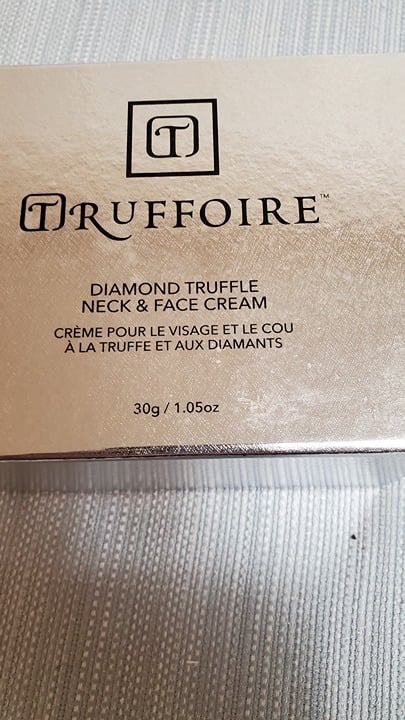 T
TRUFFOIRE™
DIAMOND TRUFFLE
NECK & FACE CREAM
CRÈME POUR LE VISAGE ET LE COU
À LA TRUFFE ET AUX DIAMANTS
30g / 1.05oz